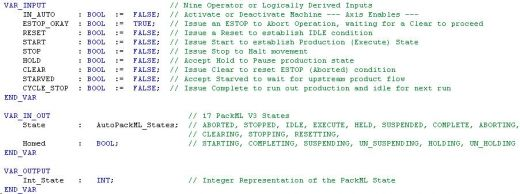 VAR_INPUT // Nine Operator or Logically Derived Inputs
IN_AUTO : BOOL := FALSE; // Activate or Deactivate Machine --- Axis Enables ---
ESTOP_OKAY : BOOL := TRUE; // Issue an ESTOP to Abort Operation, waiting for a Clear to proceed
RESET : BOOL := FALSE; // Issue a Reset to establish IDLE condition
START : BOOL := FALSE; // Issue Start to establish Production (Execute) State
STOP : BOOL := FALSE; // Issue Stop to Halt movement
HOLD : BOOL := FALSE; // Accept Hold to Pause production state
CLEAR : BOOL := FALSE; // Issue Clear to reset ESTOP (Aborted) condition
STARVED : BOOL := FALSE; // Accept Starved to wait for upstream product flow
CYCLE_STOP : BOOL := FALSE; // Issue Complete to run out production and idle for next run
END_VAR
VAR_IN_OUT // 17 PackML V3 States
State : AutoPackML_States; // ABORTED, STOPPED, IDLE, EXECUTE, HELD, SUSPENDED, COMPLETE, ABORTING,
// CLEARING, STOPPING, RESETTING,
Homed : BOOL; // STARTING, COMPLETING, SUSPENDING, UN_SUSPENDING, HOLDING, UN_HOLDING
END_VAR
VAR_OUTPUT
Int_State : INT; // Integer Representation of the PackML State
END_VAR